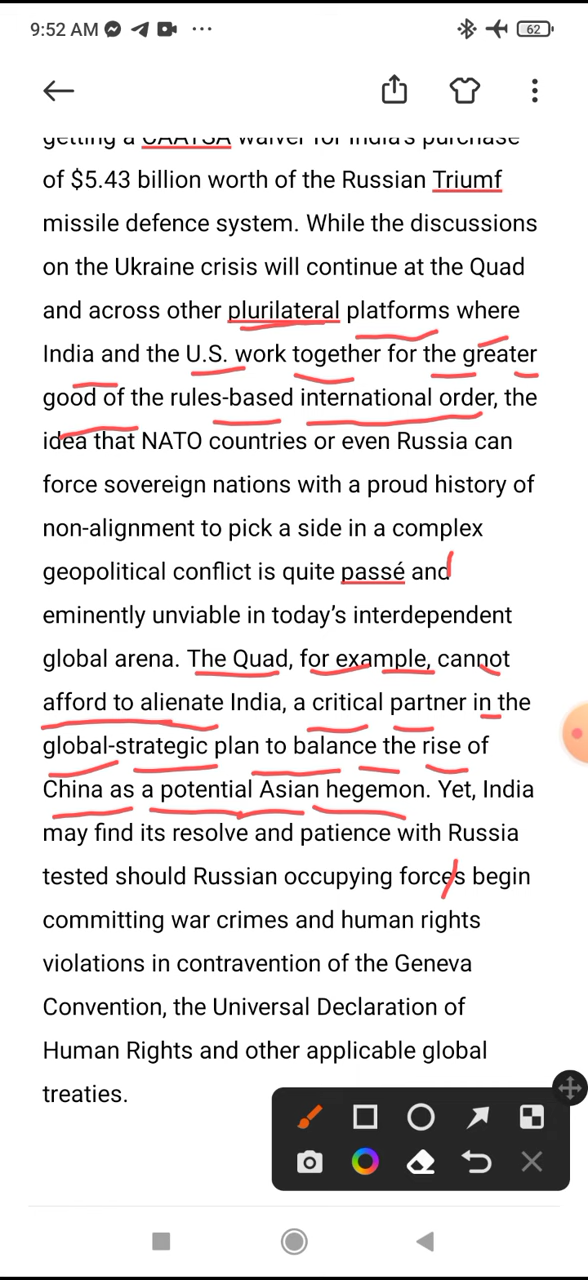 9:52 AM
62
getting a CAATSA waiver for India's purchase
of $5.43 billion worth of the Russian Triumf
missile defence system. While the discussions
on the Ukraine crisis will continue at the Quad
and across other plurilateral platforms where
India and the U.S. work together for the greater
good of the rules-based international order, the
idea that NATO countries or even Russia can
force sovereign nations with a proud history of
non-alignment to pick a side in a complex
geopolitical conflict is quite passé and
eminently unviable in today’s interdependent
global arena. The Quad, for example, cannot
afford to alienate India, a critical partner in the
global-strategic plan to balance the rise of
China as a potential Asian hegemon. Yet, India
may find its resolve and patience with Russia
tested should Russian occupying forces begin
committing war crimes and human rights
violations in contravention of the Geneva
Convention, the Universal Declaration of
Human Rights and other applicable global
treaties.